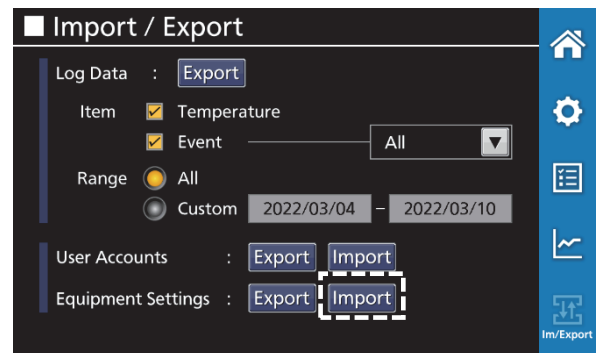 Import / Export
Log Data : Export
Item Temperature
Event All
Range All
Custom 2022/03/04 – 2022/03/10
User Accounts : Export Import
Equipment Settings : Export Import
Im/Export